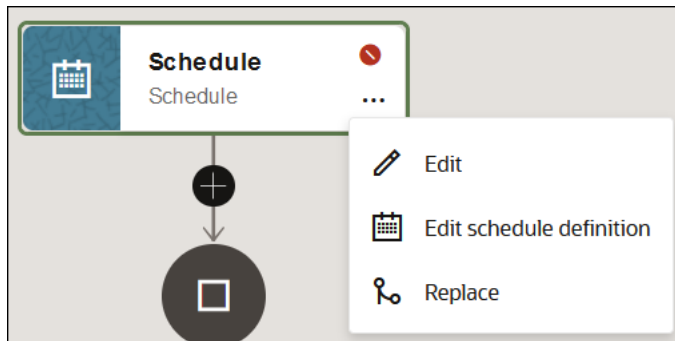 Schedule
Schedule
Edit
Edit schedule definition
Replace